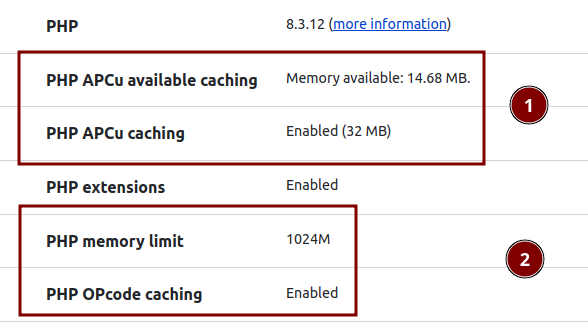 PHP 8.3.12 (more information)
PHP APCu available caching Memory available: 14.68 MB.
1
PHP APCu caching Enabled (32 MB)
PHP extensions Enabled
PHP memory limit 1024M
2
PHP OPcode caching Enabled